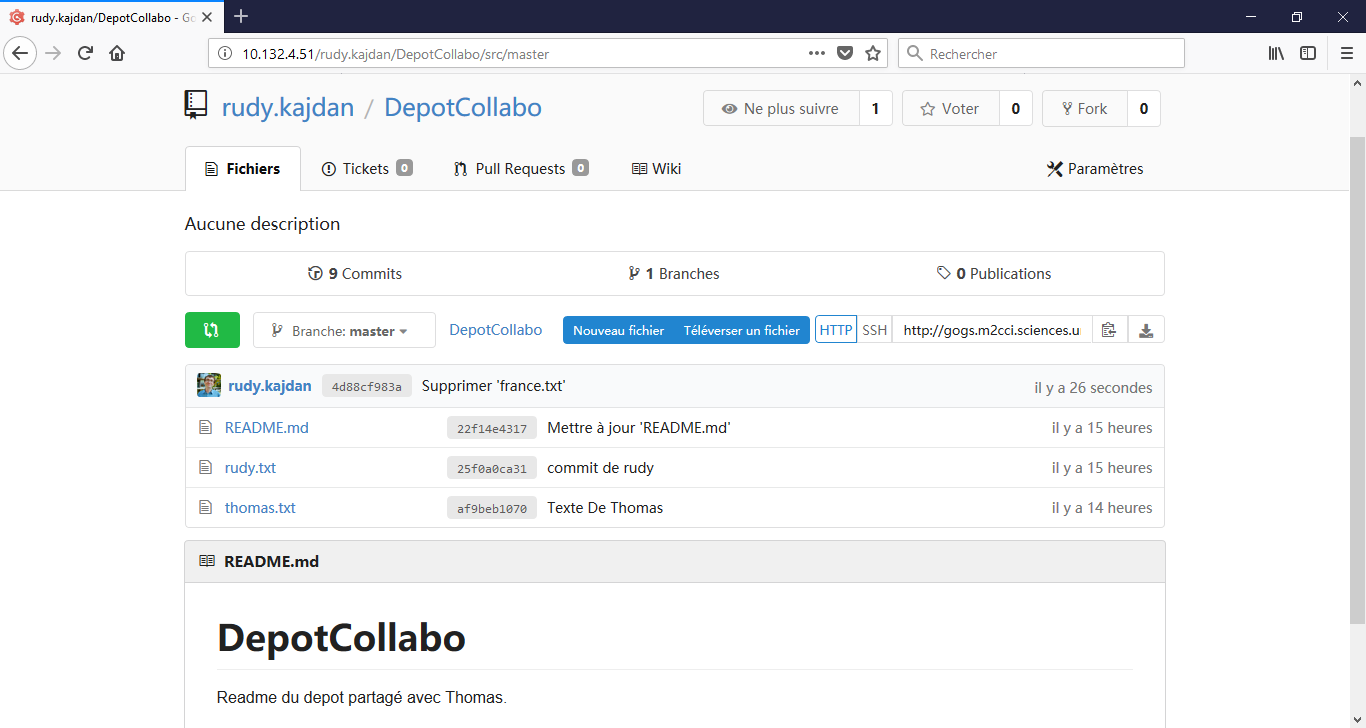 rudy.kajdan/DepotCollabo - Go
10.132.4.51/rudy.kajdan/DepotCollabo/src/master
Rechercher
rudy.kajdan / DepotCollabo
Ne plus suivre 1
Voter 0
Fork 0
Fichiers
Tickets 0
Pull Requests 0
Wiki
Paramètres
Aucune description
9 Commits
1 Branches
0 Publications
Branche: master
DepotCollabo
Nouveau fichier
Téléverser un fichier
HTTP
SSH
http://gogs.m2cci.sciences.u
rudy.kajdan 4d88cf983a Supprimer 'france.txt' il y a 26 secondes
README.md 22f14e4317 Mettre à jour 'README.md' il y a 15 heures
rudy.txt 25f0a0ca31 commit de rudy il y a 15 heures
thomas.txt af9beb1070 Texte De Thomas il y a 14 heures
README.md
DepotCollabo
Readme du depot partagé avec Thomas.